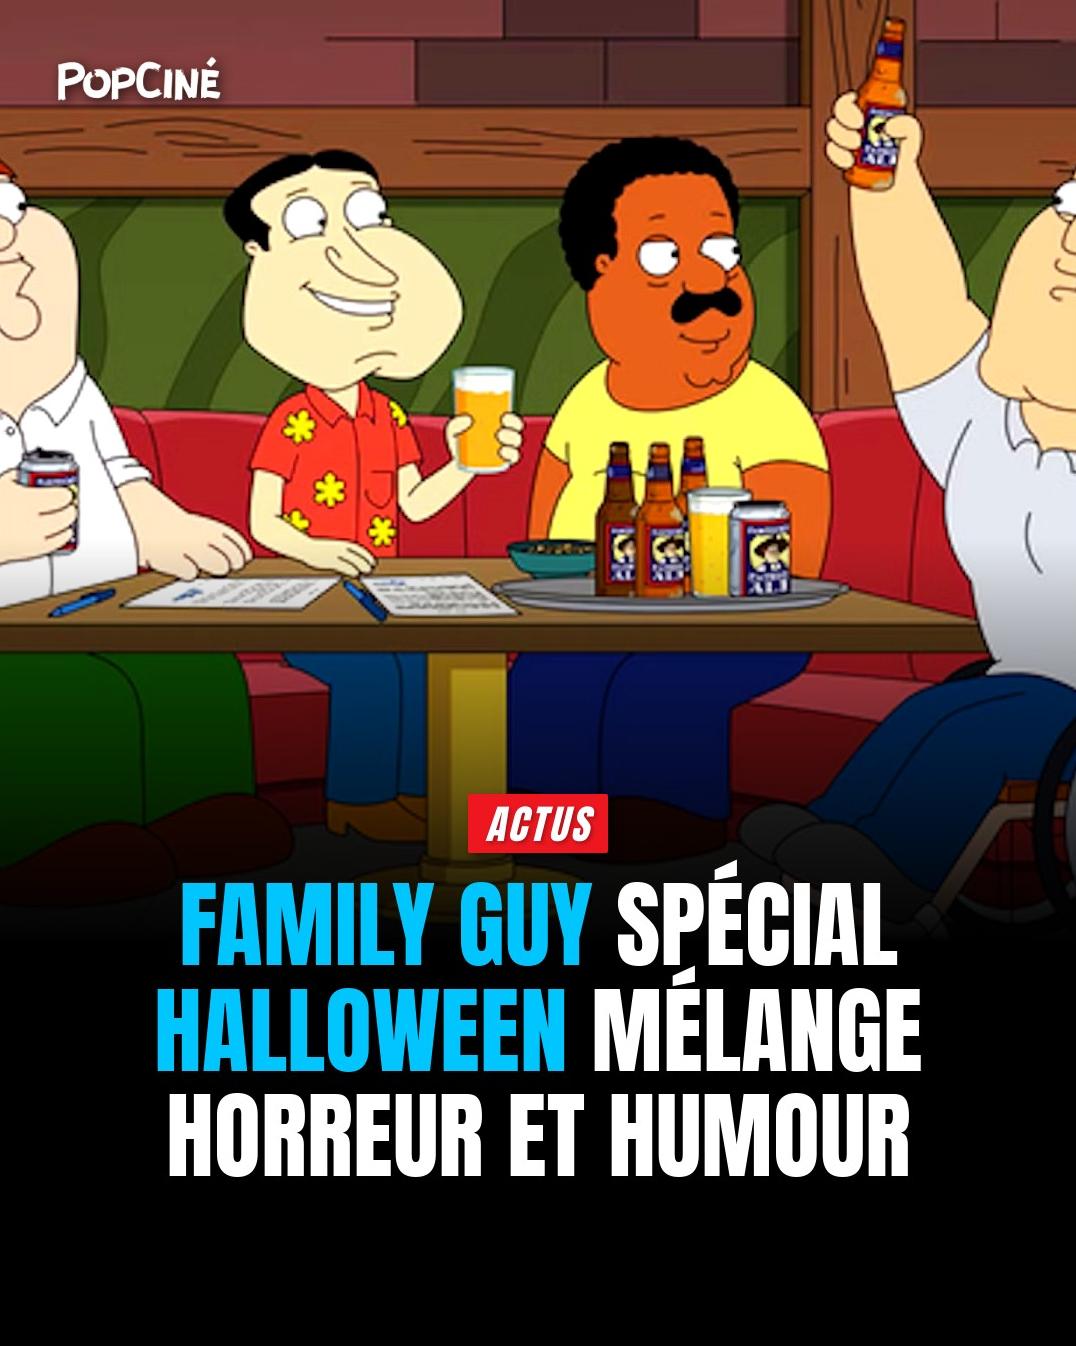 POPCINÉ
ACTUS
FAMILY GUY SPÉCIAL
HALLOWEEN MÉLANGE
HORREUR ET HUMOUR